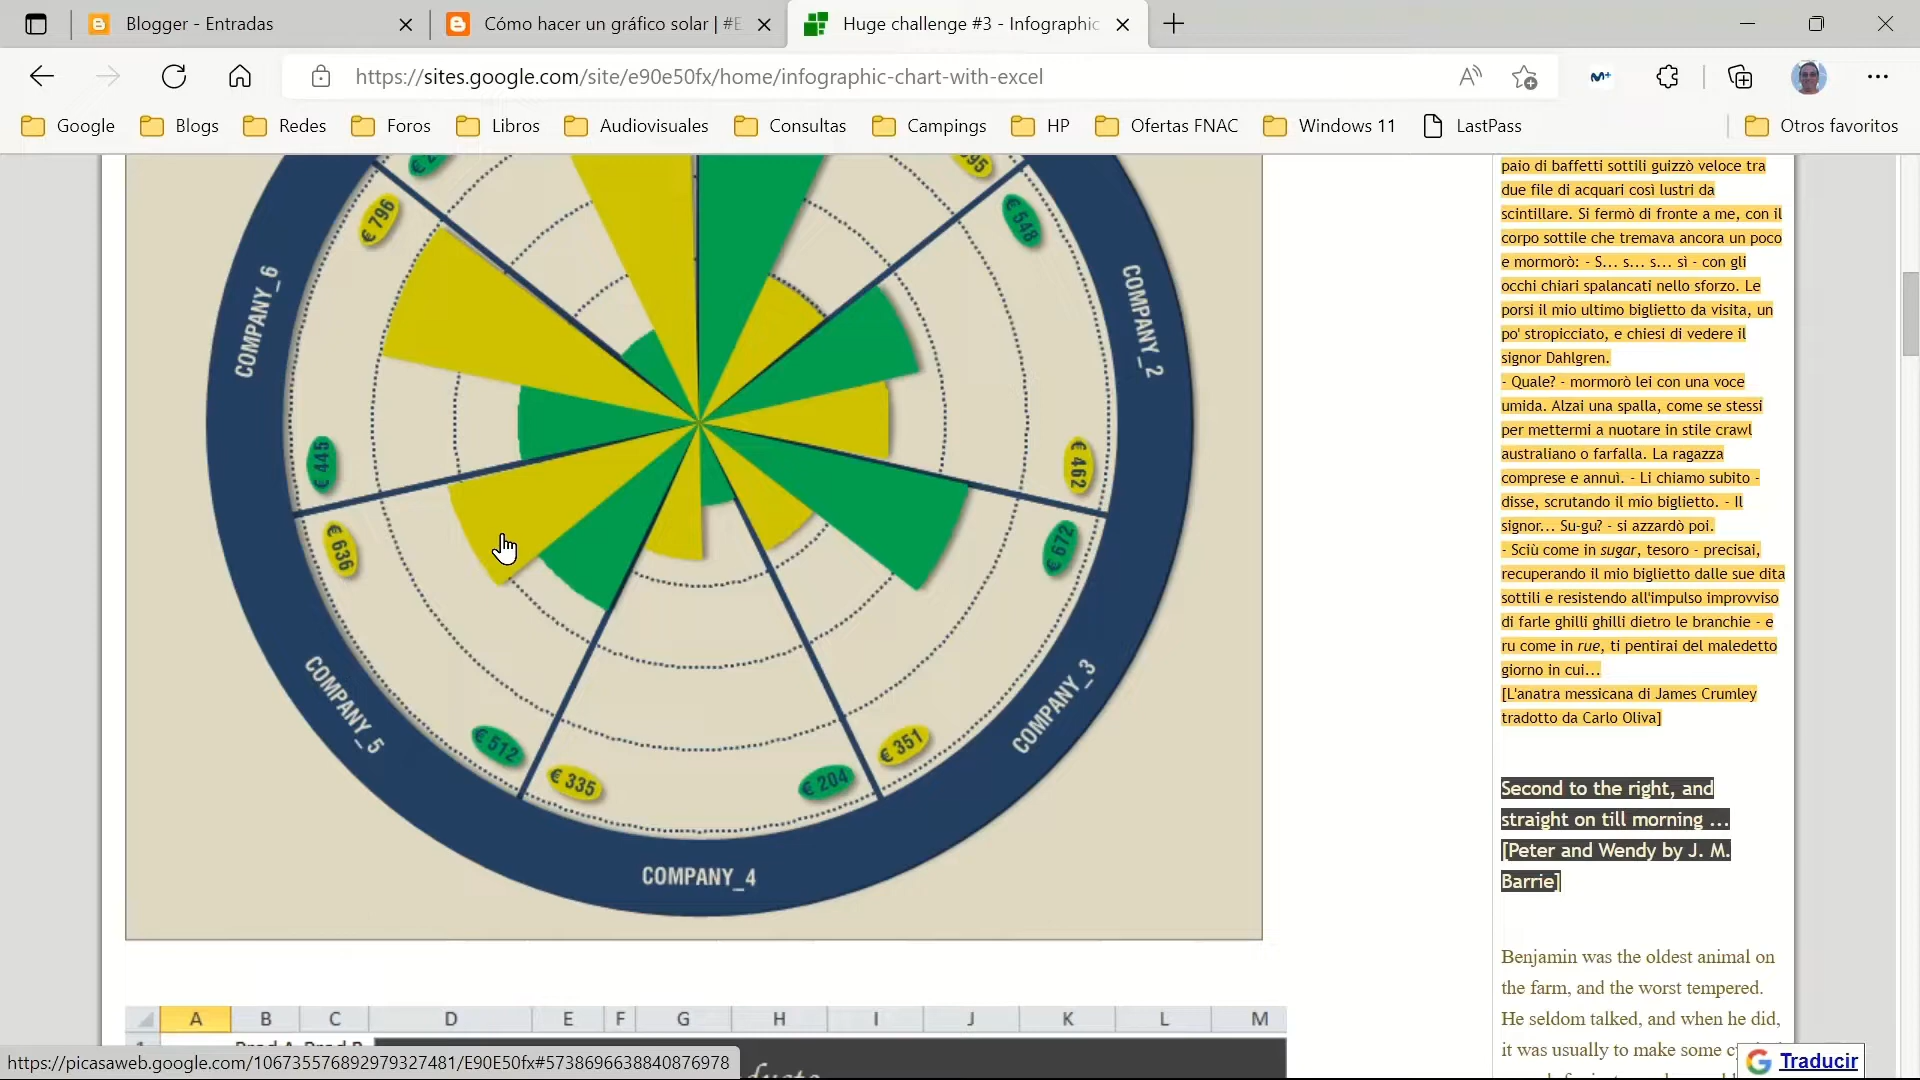 Blogger - Entradas
Cómo hacer un gráfico solar | #E
Huge challenge #3 - Infographic
https://sites.google.com/site/e90e50fx/home/infographic-chart-with-excel
Google
Blogs
Redes
Foros
Libros
Audiovisuales
Consultas
Campings
HP
Ofertas FNAC
Windows 11
LastPass
Otros favoritos
€ 796
€ 548
COMPANY_6
COMPANY_2
€ 445
€ 462
€ 636
€ 672
COMPANY_5
COMPANY_3
€ 512
€ 335
€ 204
€ 351
COMPANY_4
A B C D E F G H I J K L M
paio di baffetti sottili guizzò veloce tra
due file di acquari così lustri da
scintillare. Si fermò di fronte a me, con il
corpo sottile che tremava ancora un poco
e mormorò: - S... s... s... sì - con gli
occhi chiari spalancati nello sforzo. Le
porsi il mio ultimo biglietto da visita, un
po' stropicciato, e chiesi di vedere il
signor Dahlgren.
- Quale? - mormorò lei con una voce
umida. Alzai una spalla, come se stessi
per mettermi a nuotare in stile crawl
australiano o farfalla. La ragazza
comprese e annuì. - Li chiamo subito -
disse, scrutando il mio biglietto. - Il
signor... Su-gu? - si azzardò poi.
- Sciù come in sugar, tesoro - precisai,
recuperando il mio biglietto dalle sue dita
sottili e resistendo all'impulso improvviso
di farle ghilli ghilli dietro le branchie - e
ru come in rue, ti pentirai del maledetto
giorno in cui...
[L'anatra messicana di James Crumley
tradotto da Carlo Oliva]
Second to the right, and
straight on till morning ...
[Peter and Wendy by J. M.
Barrie]
Benjamin was the oldest animal on
the farm, and the worst tempered.
He seldom talked, and when he did,
it was usually to make some
https://picasaweb.google.com/106735576892979327481/E90E50fx#5738696638840876978
Traducir